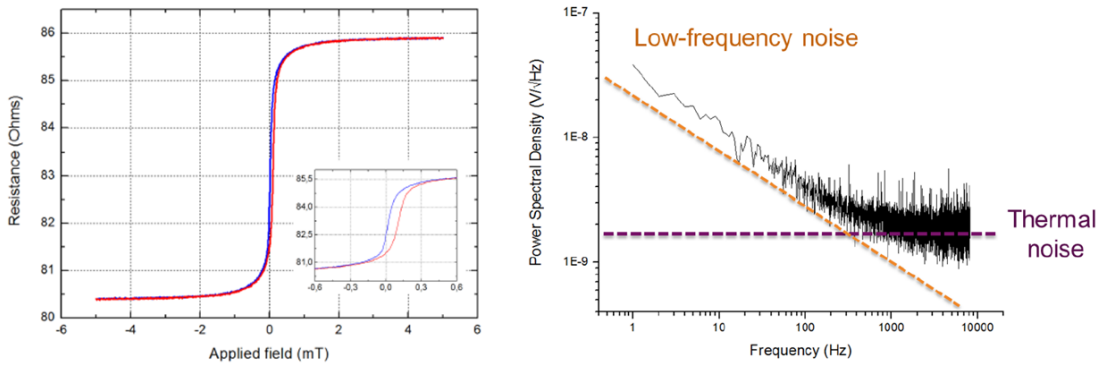 86
85
84
83
82
81
80
Resistance (Ohms)
-6
-4
-2
0
2
4
6
Applied field (mT)
85,5
84,0
82,5
81,0
-0,6
-0,3
0,0
0,3
0,6
1E-7
1E-8
1E-9
Power Spectral Density (V/√Hz)
Low-frequency noise
Thermal
noise
1
10
100
1000
10000
Frequency (Hz)